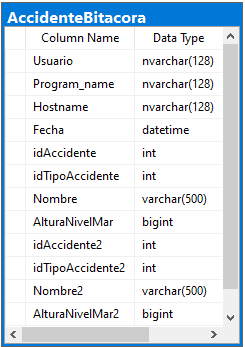 AccidenteBitacora
Column Name Data Type
Usuario nvarchar(128)
Program_name nvarchar(128)
Hostname nvarchar(128)
Fecha datetime
idAccidente int
idTipoAccidente int
Nombre varchar(500)
AlturaNivelMar bigint
idAccidente2 int
idTipoAccidente2 int
Nombre2 varchar(500)
AlturaNivelMar2 bigint